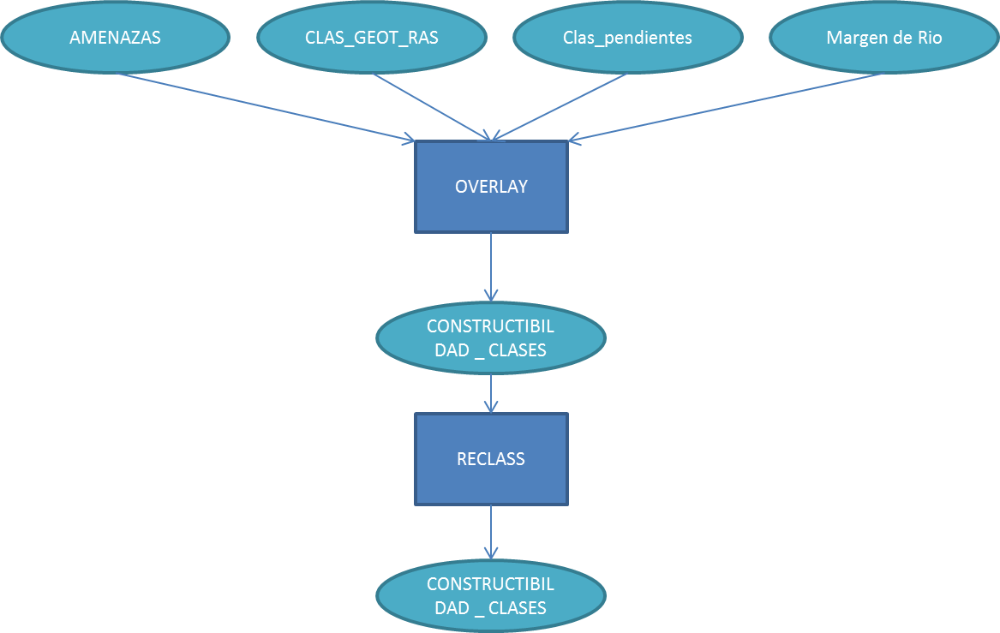 AMENAZAS
CLAS_GEOT_RAS
Clas_pendientes
Margen de Rio
OVERLAY
CONSTRUCTIBIL
DAD _ CLASES
RECLASS
CONSTRUCTIBIL
DAD _ CLASES